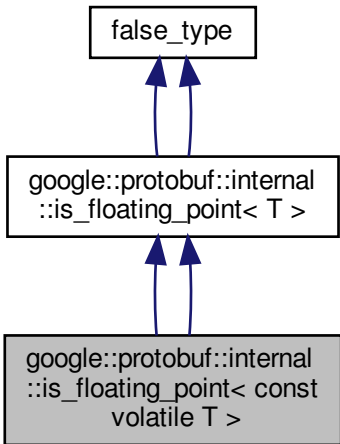 false_type
google::protobuf::internal
::is_floating_point< T >
google::protobuf::internal
::is_floating_point< const
volatile T >